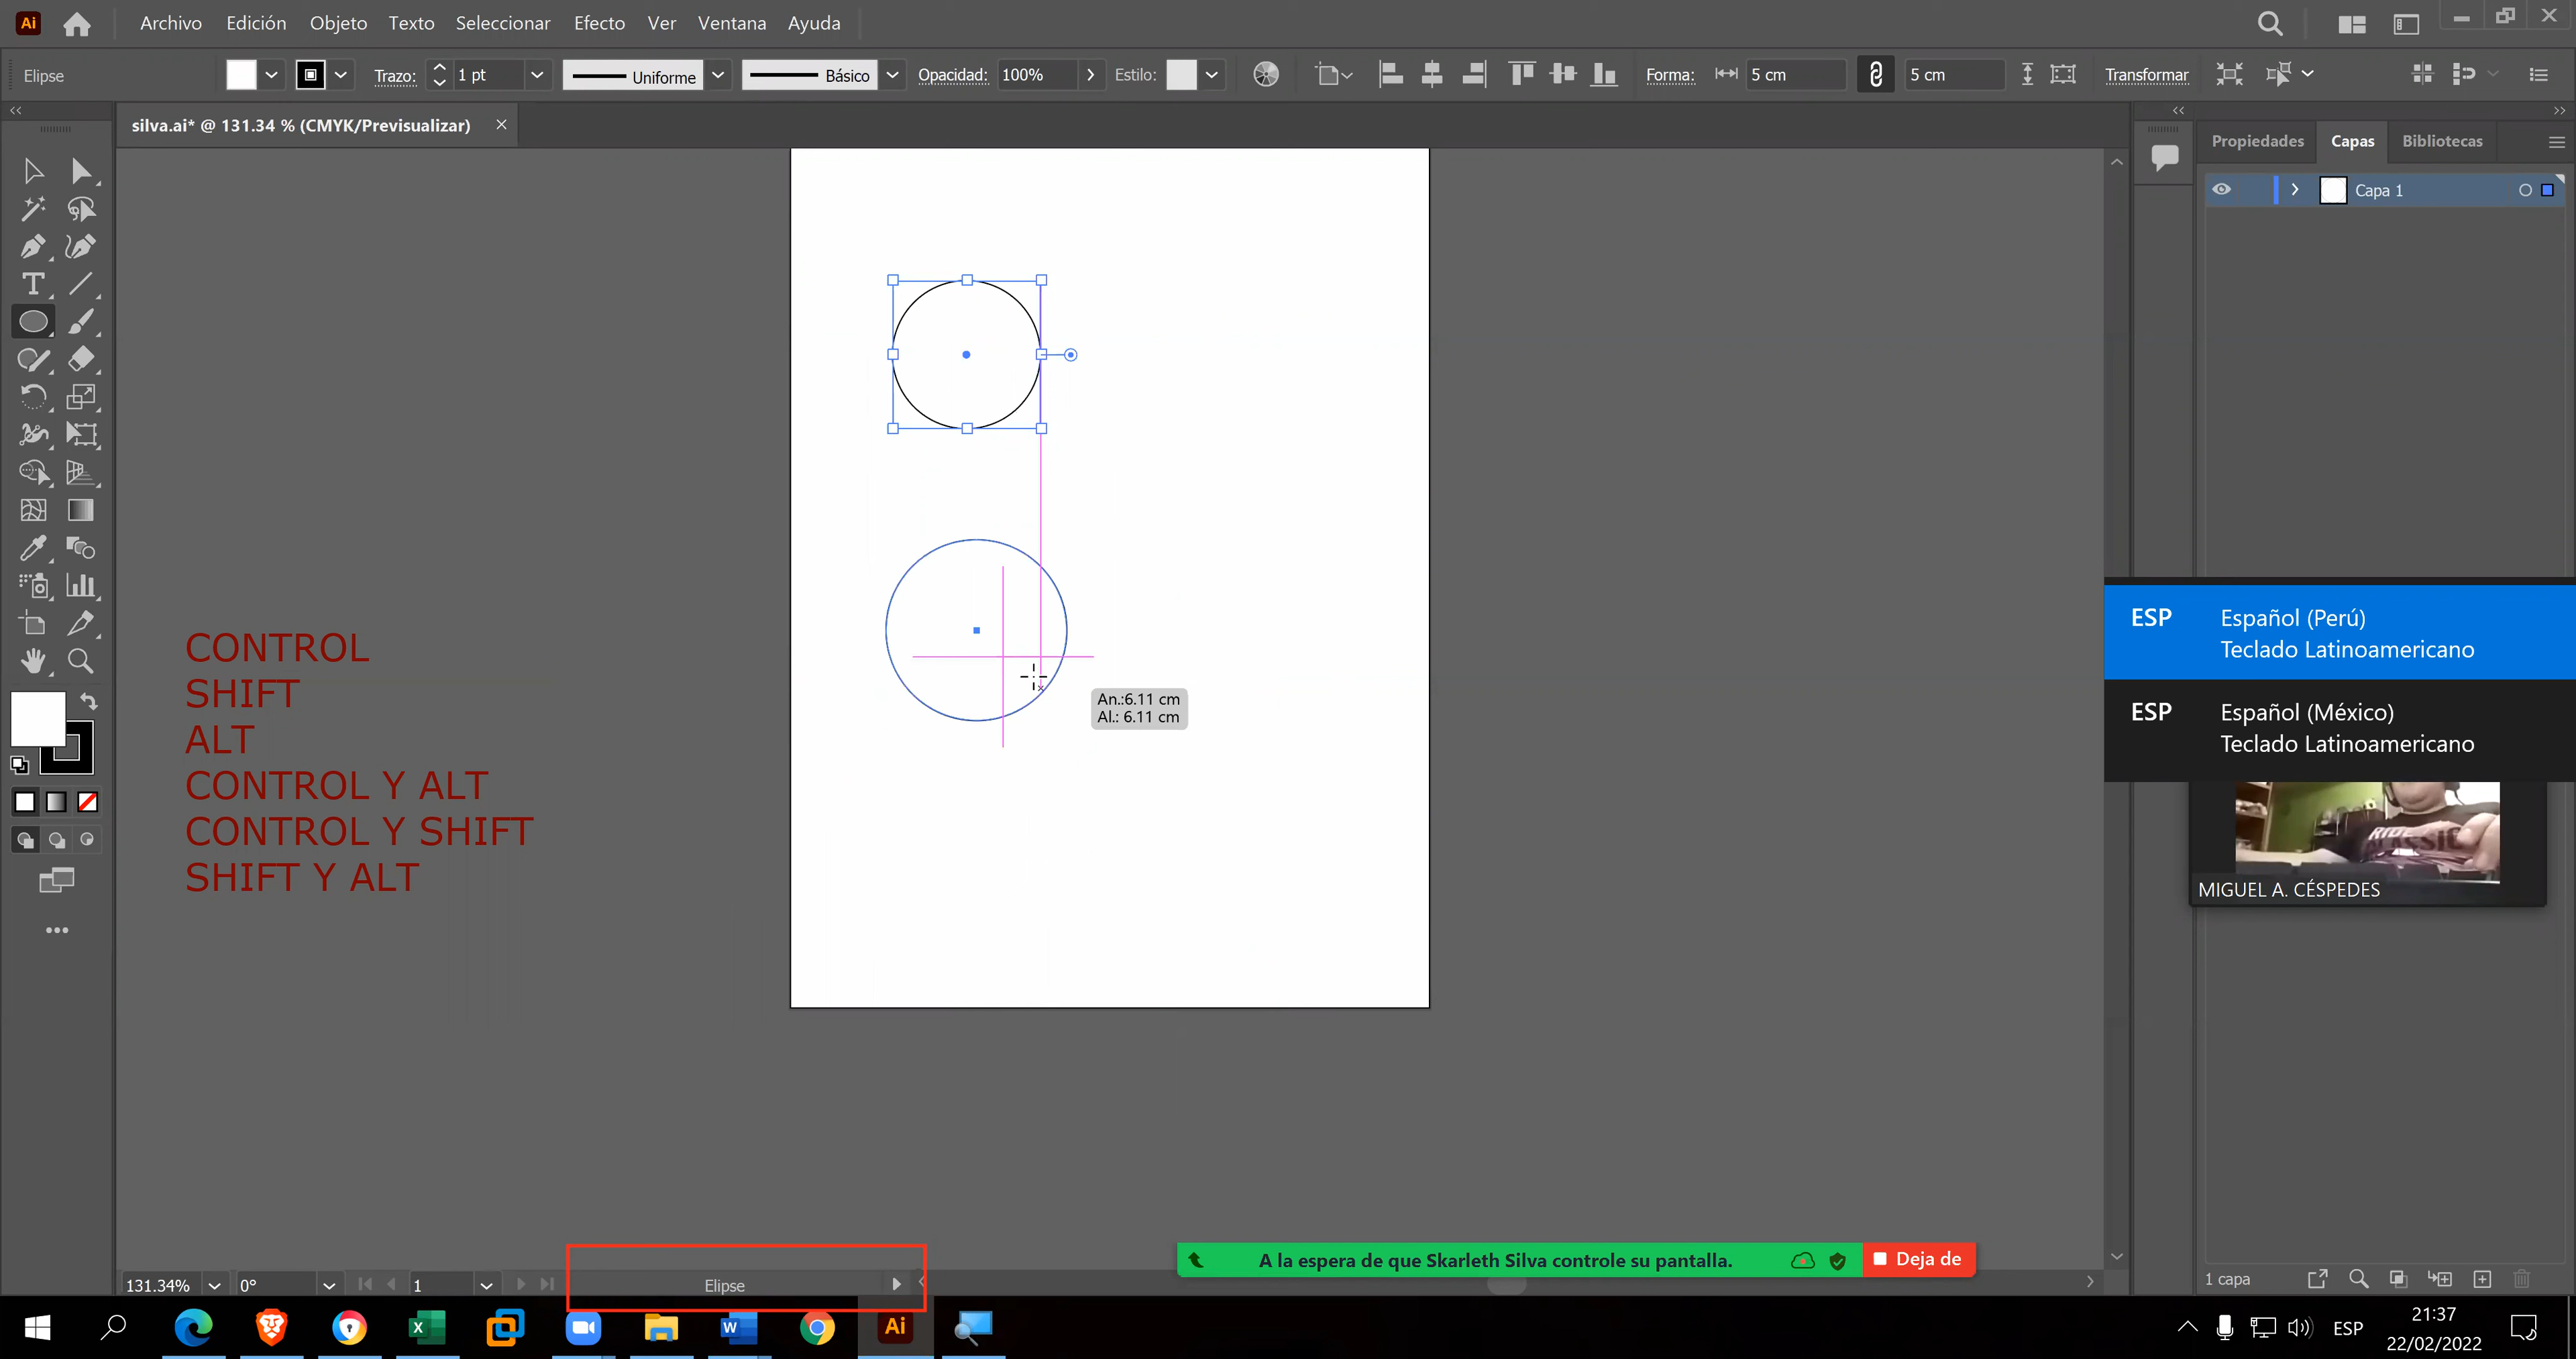 Ai Archivo Edición Objeto Texto Seleccionar Efecto Ver Ventana Ayuda
Elipse Trazo: 1 pt Uniforme Básico Opacidad: 100% Estilo: Forma: 5 cm 5 cm Transformar
silva.ai* @ 131.34 % (CMYK/Previsualizar)
Propiedades Capas Bibliotecas
Capa 1
ESP Español (Perú)
Teclado Latinoamericano
ESP Español (México)
Teclado Latinoamericano
CONTROL
SHIFT
ALT
CONTROL Y ALT
CONTROL Y SHIFT
SHIFT Y ALT
An.:6.11 cm
Al.: 6.11 cm
MIGUEL A. CÉSPEDES
A la espera de que Skarleth Silva controle su pantalla. Deja de
131.34% 0° 1 Elipse
1 capa
Ai
ESP
21:37
22/02/2022